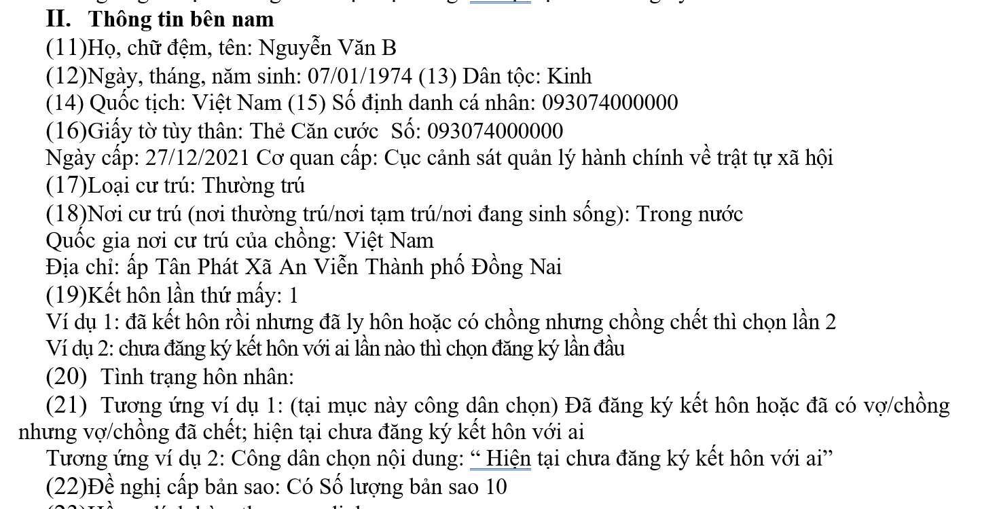 II. Thông tin bên nam
(11)Họ, chữ đệm, tên: Nguyễn Văn B
(12)Ngày, tháng, năm sinh: 07/01/1974 (13) Dân tộc: Kinh
(14) Quốc tịch: Việt Nam (15) Số định danh cá nhân: 093074000000
(16)Giấy tờ tùy thân: Thẻ Căn cước Số: 093074000000
Ngày cấp: 27/12/2021 Cơ quan cấp: Cục cảnh sát quản lý hành chính về trật tự xã hội
(17)Loại cư trú: Thường trú
(18)Nơi cư trú (nơi thường trú/nơi tạm trú/nơi đang sinh sống): Trong nước
Quốc gia nơi cư trú của chồng: Việt Nam
Địa chỉ: ấp Tân Phát Xã An Viễn Thành phố Đồng Nai
(19)Kết hôn lần thứ mấy: 1
Ví dụ 1: đã kết hôn rồi nhưng đã ly hôn hoặc có chồng nhưng chồng chết thì chọn lần 2
Ví dụ 2: chưa đăng ký kết hôn với ai lần nào thì chọn đăng ký lần đầu
(20) Tình trạng hôn nhân:
(21) Tương ứng ví dụ 1: (tại mục này công dân chọn) Đã đăng ký kết hôn hoặc đã có vợ/chồng
nhưng vợ/chồng đã chết; hiện tại chưa đăng ký kết hôn với ai
Tương ứng ví dụ 2: Công dân chọn nội dung: “ Hiện tại chưa đăng ký kết hôn với ai”
(22)Đề nghị cấp bản sao: Có Số lượng bản sao 10